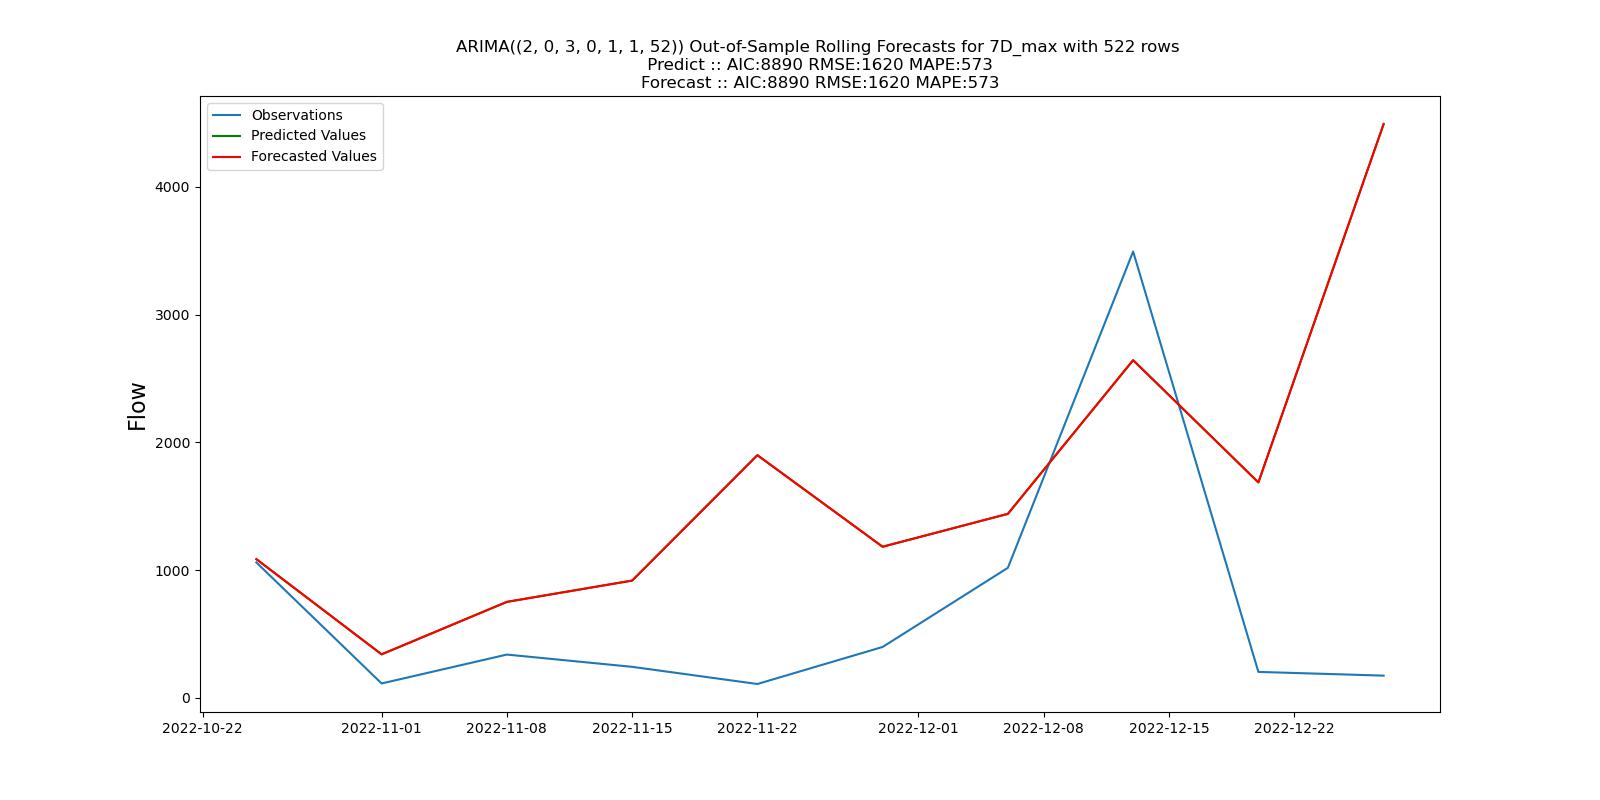 ARIMA((2, 0, 3, 0, 1, 1, 52)) Out-of-Sample Rolling Forecasts for 7D_max with 522 rows
Predict :: AIC:8890 RMSE:1620 MAPE:573
Forecast :: AIC:8890 RMSE:1620 MAPE:573
Observations
Predicted Values
Forecasted Values
4000
3000
2000
1000
0
Flow
2022-10-22
2022-11-01
2022-11-08
2022-11-15
2022-11-22
2022-12-01
2022-12-08
2022-12-15
2022-12-22